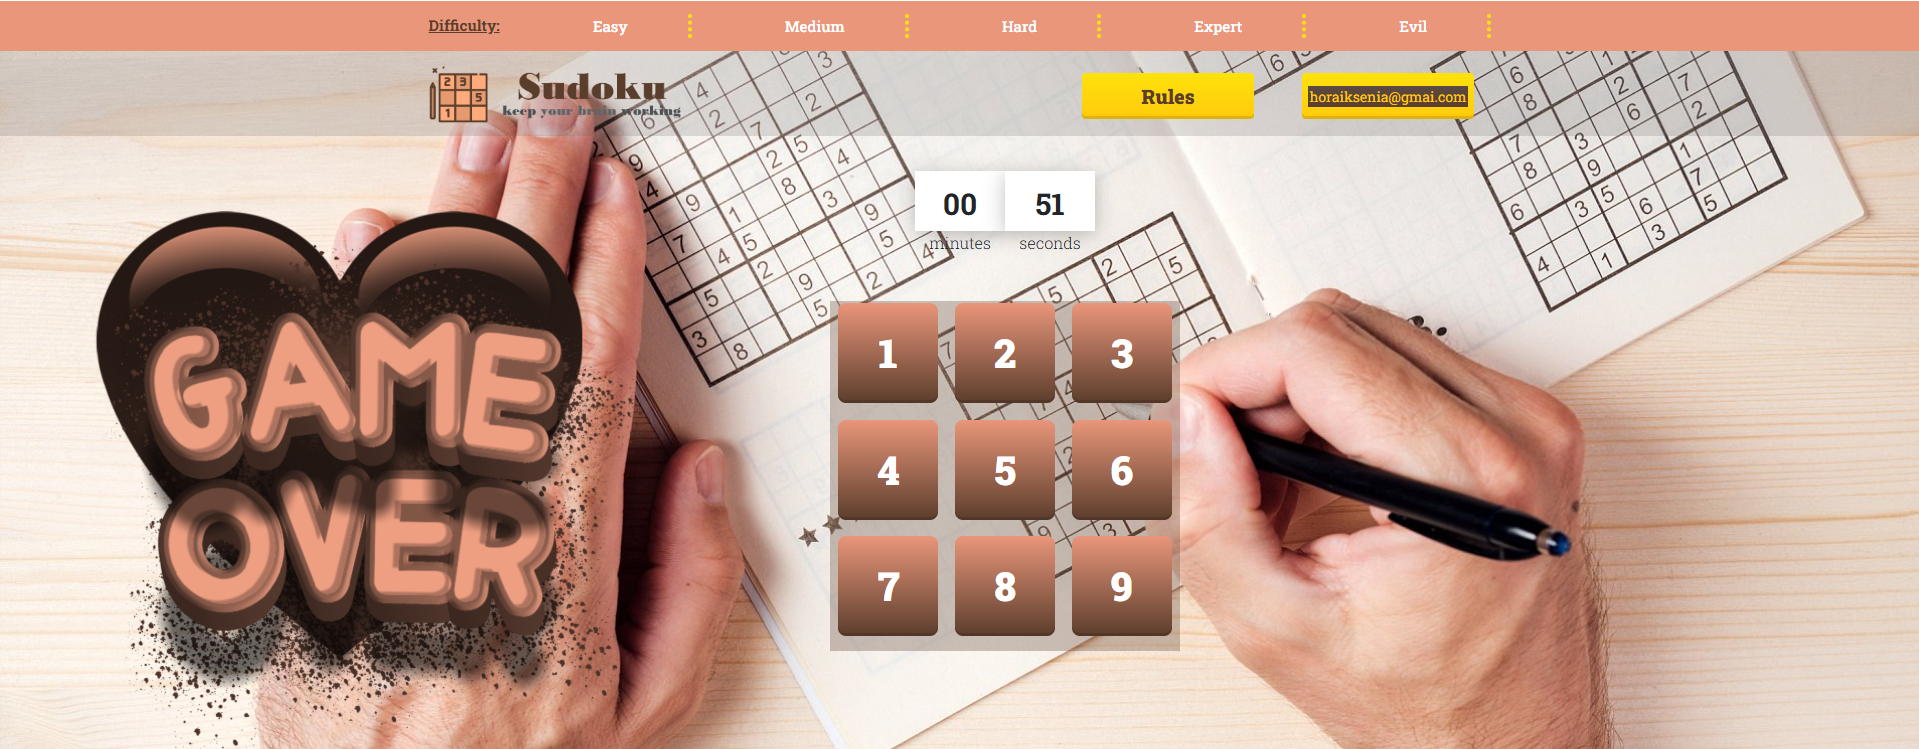 Difficulty: Easy Medium Hard Expert Evil
Sudoku
keep your brain working
Rules
horaiksenia@gmai.com
00 51
minutes seconds
GAME
OVER
1 2 3
4 5 6
7 8 9